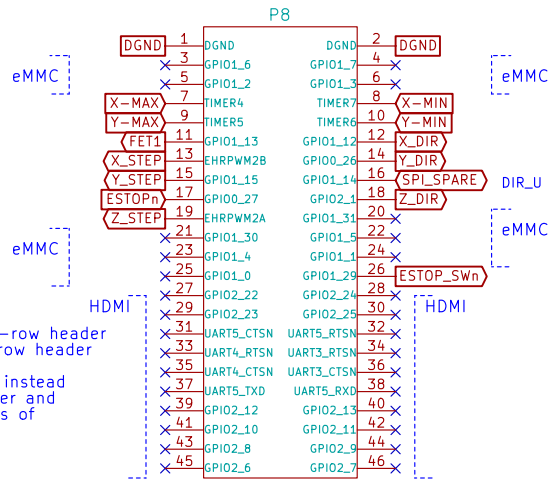 P8
DGND 1 DGND DGND 2 DGND
3 GPIO1_6 GPIO1_7 4
eMMC eMMC
5 GPIO1_2 GPIO1_3 6
X-MAX 7 TIMER4 TIMER7 8 X-MIN
Y-MAX 9 TIMER5 TIMER6 10 Y-MIN
FET1 11 GPIO1_13 GPIO1_12 12 X_DIR
X_STEP 13 EHRPWM2B GPIO0_26 14 Y_DIR
Y_STEP 15 GPIO1_15 GPIO1_14 16 SPI_SPARE DIR_U
ESTOPn 17 GPIO0_27 GPIO2_1 18 Z_DIR
Z_STEP 19 EHRPWM2A GPIO1_31 20
21 GPIO1_30 GPIO1_5 22 eMMC
eMMC 23 GPIO1_4 GPIO1_1 24
25 GPIO1_0 GPIO1_29 26 ESTOP_SWn
27 GPIO2_22 GPIO2_24 28
HDMI HDMI
29 GPIO2_23 GPIO2_25 30
-row header 31 UART5_CTSN UART5_RTSN 32
row header 33 UART4_RTSN UART3_RTSN 34
35 UART4_CTSN UART3_CTSN 36
instead
37 UART5_TXD UART5_RXD 38
er and
39 GPIO2_12 GPIO2_13 40
s of
41 GPIO2_10 GPIO2_11 42
43 GPIO2_8 GPIO2_9 44
45 GPIO2_6 GPIO2_7 46